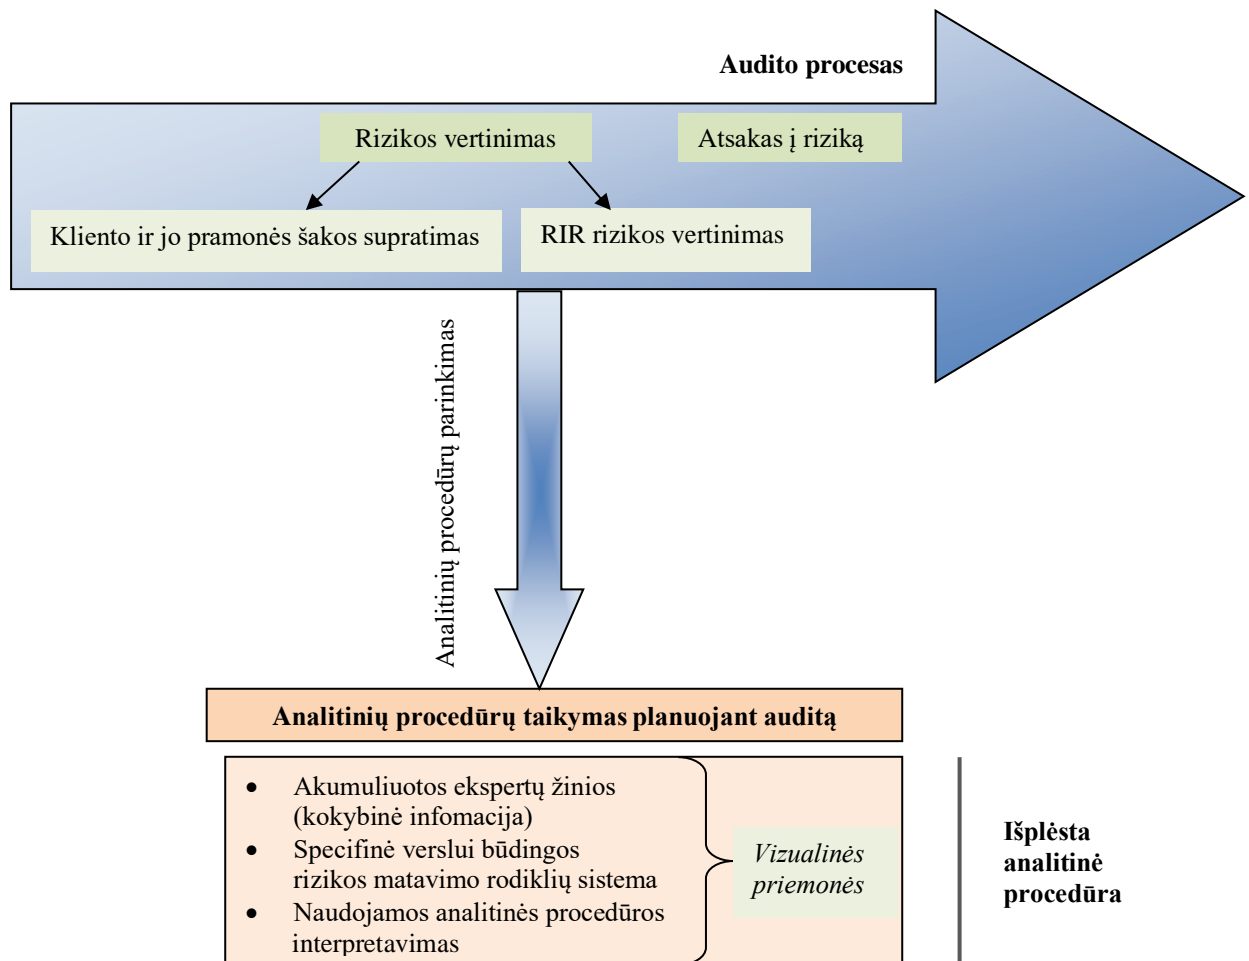 Audito procesas
Rizikos vertinimas
Atsakas į riziką
Kliento ir jo pramonės šakos supratimas
RIR rizikos vertinimas
Analitinių procedūrų parinkimas
Analitinių procedūrų taikymas planuojant auditą
• Akumuliuotos ekspertų žinios
(kokybinė infomacija)
• Specifinė verslui būdingos
rizikos matavimo rodiklių sistema
• Naudojamos analitinės procedūros
interpretavimas
Vizualinės
priemonės
Išplėsta
analitinė
procedūra